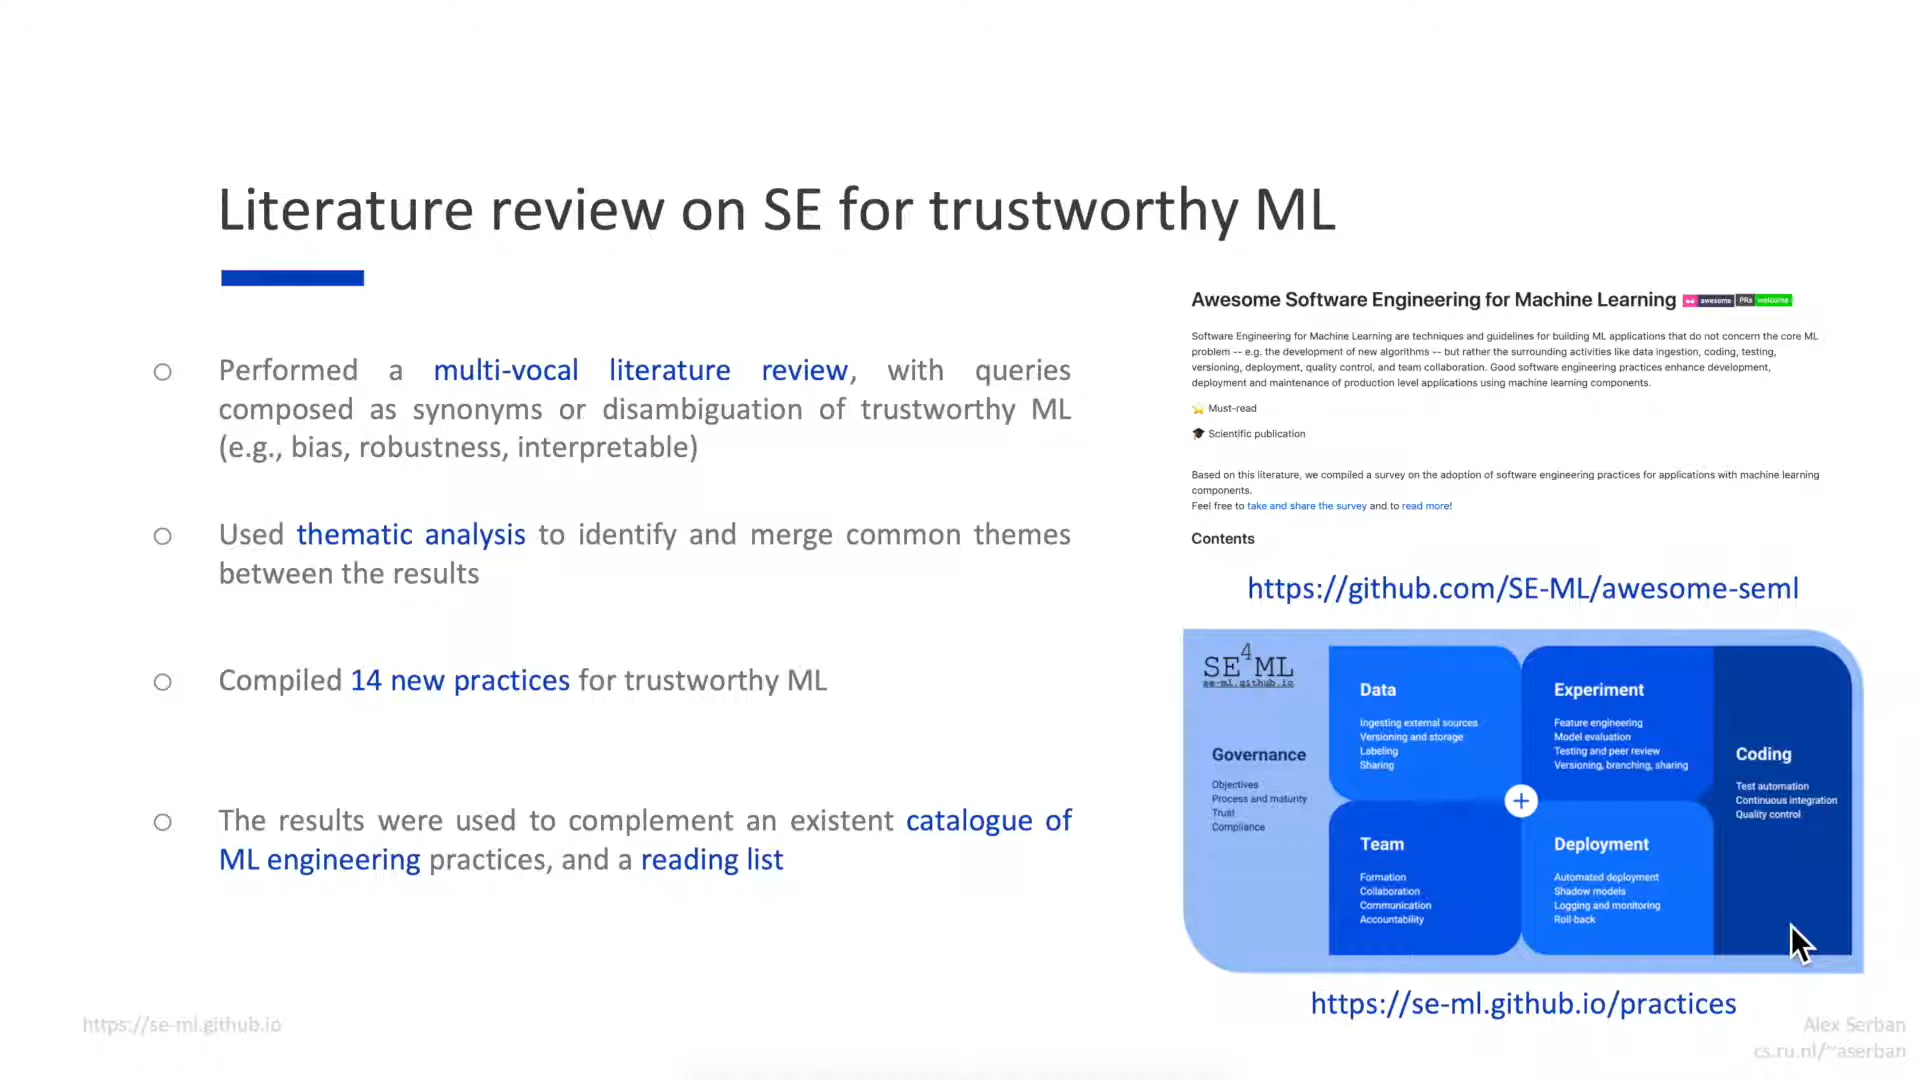 Literature review on SE for trustworthy ML
Performed a multi-vocal literature review, with queries
composed as synonyms or disambiguation of trustworthy ML
(e.g., bias, robustness, interpretable)
Used thematic analysis to identify and merge common themes
between the results
Compiled 14 new practices for trustworthy ML
The results were used to complement an existent catalogue of
ML engineering practices, and a reading list
Awesome Software Engineering for Machine Learning awesome PRs welcome
Software Engineering for Machine Learning are techniques and guidelines for building ML applications that do not concern the core ML
problem -- e.g. the development of new algorithms -- but rather the surrounding activities like data ingestion, coding, testing,
versioning, deployment, quality control, and team collaboration. Good software engineering practices enhance development,
deployment and maintenance of production level applications using machine learning components.
Must-read
Scientific publication
Based on this literature, we compiled a survey on the adoption of software engineering practices for applications with machine learning
components.
Feel free to take and share the survey and to read more!
Contents
https://github.com/SE-ML/awesome-seml
SE4ML
se-ml.github.io
Governance
Objectives
Process and maturity
Trust
Compliance
Data
Ingesting external sources
Versioning and storage
Labeling
Sharing
Experiment
Feature engineering
Model evaluation
Testing and peer review
Versioning, branching, sharing
Team
Formation
Collaboration
Communication
Accountability
Deployment
Automated deployment
Shadow models
Logging and monitoring
Roll-back
Coding
Test automation
Continuous integration
Quality control
https://se-ml.github.io/practices
https://se-ml.github.io
Alex Serban
cs.ru.nl/~aserban